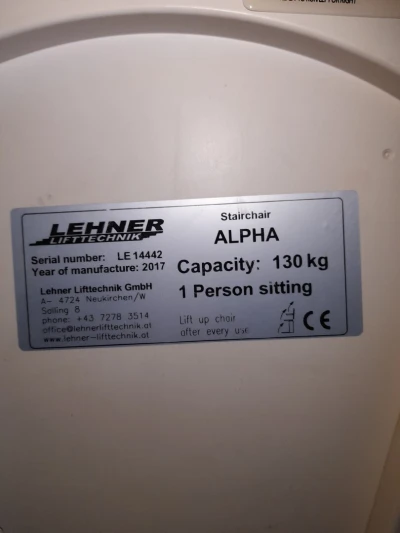 LEHNER
LIFTTECHNIK
Serial number: LE 14442
Year of manufacture: 2017
Lehner Lifttechnik GmbH
A- 4724 Neukirchen/W
Salling 8
phone: +43 7278 3514
office@lehnerlifttechnik.at
www.lehner-lifttechnik.at
Stairchair
ALPHA
Capacity: 130 kg
1 Person sitting
Lift up chair
after every use
CE